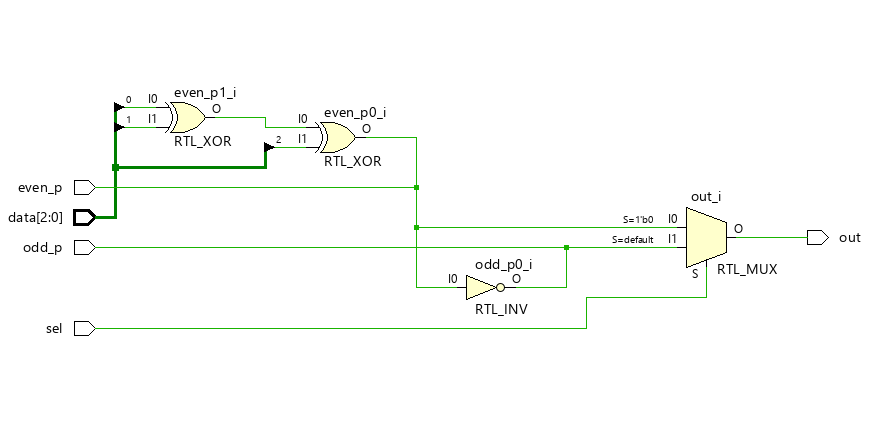 even_p1_i
0
I0
O
1
I1
RTL_XOR
even_p0_i
I0
O
2
I1
RTL_XOR
even_p
data[2:0]
odd_p
sel
odd_p0_i
I0
O
RTL_INV
out_i
S=1'b0
I0
S=default
I1
O
S
RTL_MUX
out